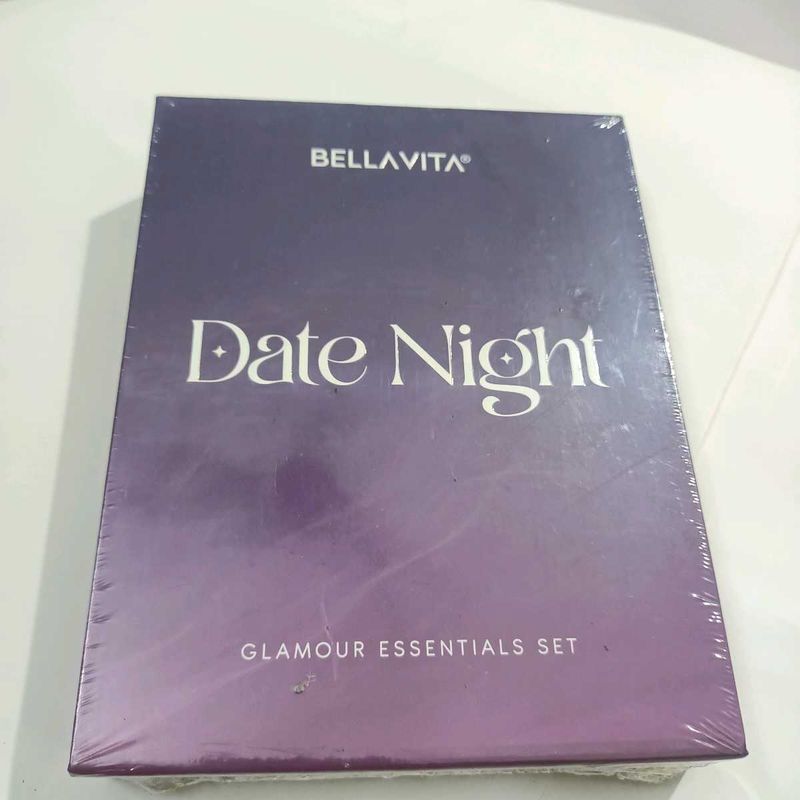 BELLAVITA®
Date Night
GLAMOUR ESSENTIALS SET